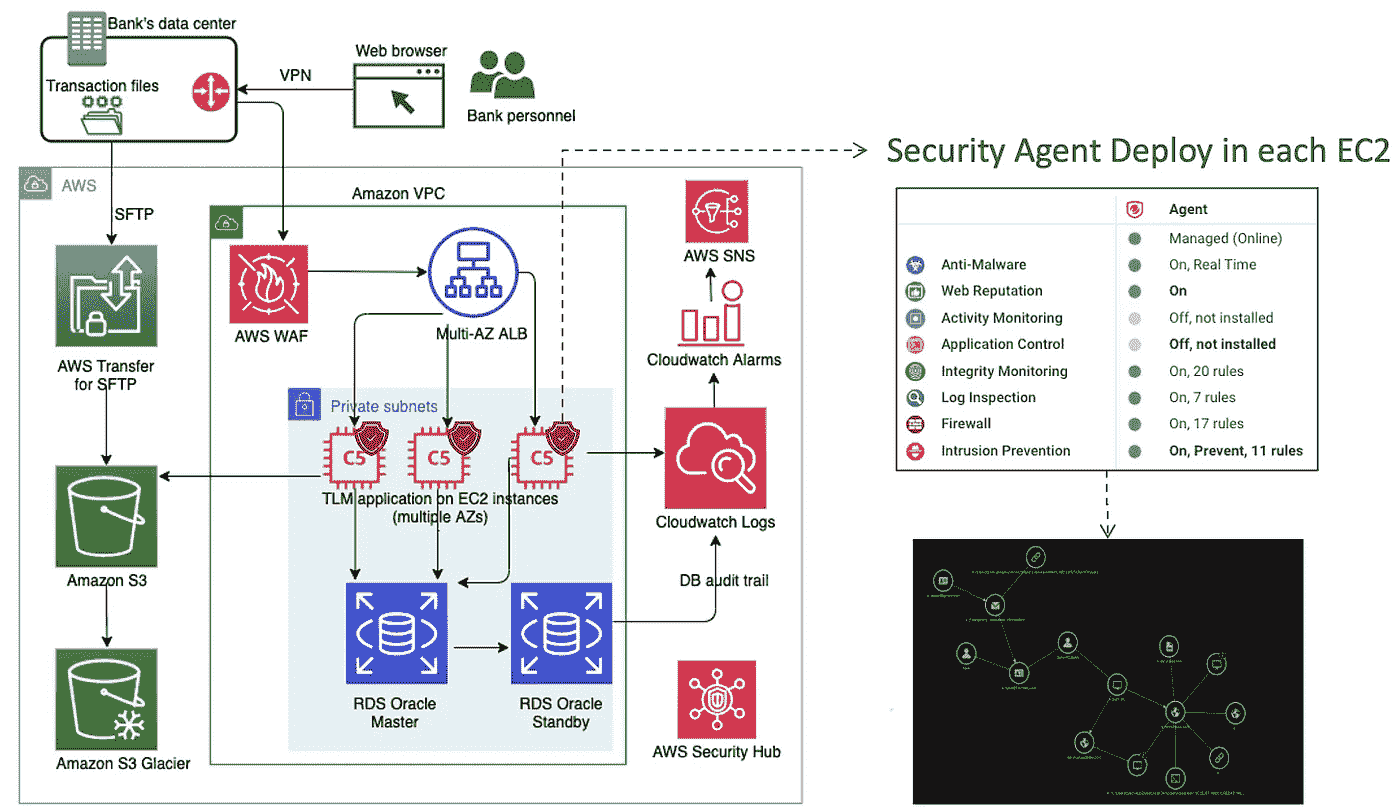 Bank's data center
Transaction files
VPN
Web browser
Bank personnel
AWS
SFTP
AWS Transfer
for SFTP
Amazon S3
Amazon S3 Glacier
Amazon VPC
AWS WAF
Multi-AZ ALB
Private subnets
C5
C5
C5
TLM application on EC2 instances
(multiple AZs)
RDS Oracle
Master
RDS Oracle
Standby
AWS SNS
Cloudwatch Alarms
Cloudwatch Logs
DB audit trail
AWS Security Hub
Security Agent Deploy in each EC2
Agent
Managed (Online)
Anti-Malware On, Real Time
Web Reputation On
Activity Monitoring Off, not installed
Application Control Off, not installed
Integrity Monitoring On, 20 rules
Log Inspection On, 7 rules
Firewall On, 17 rules
Intrusion Prevention On, Prevent, 11 rules